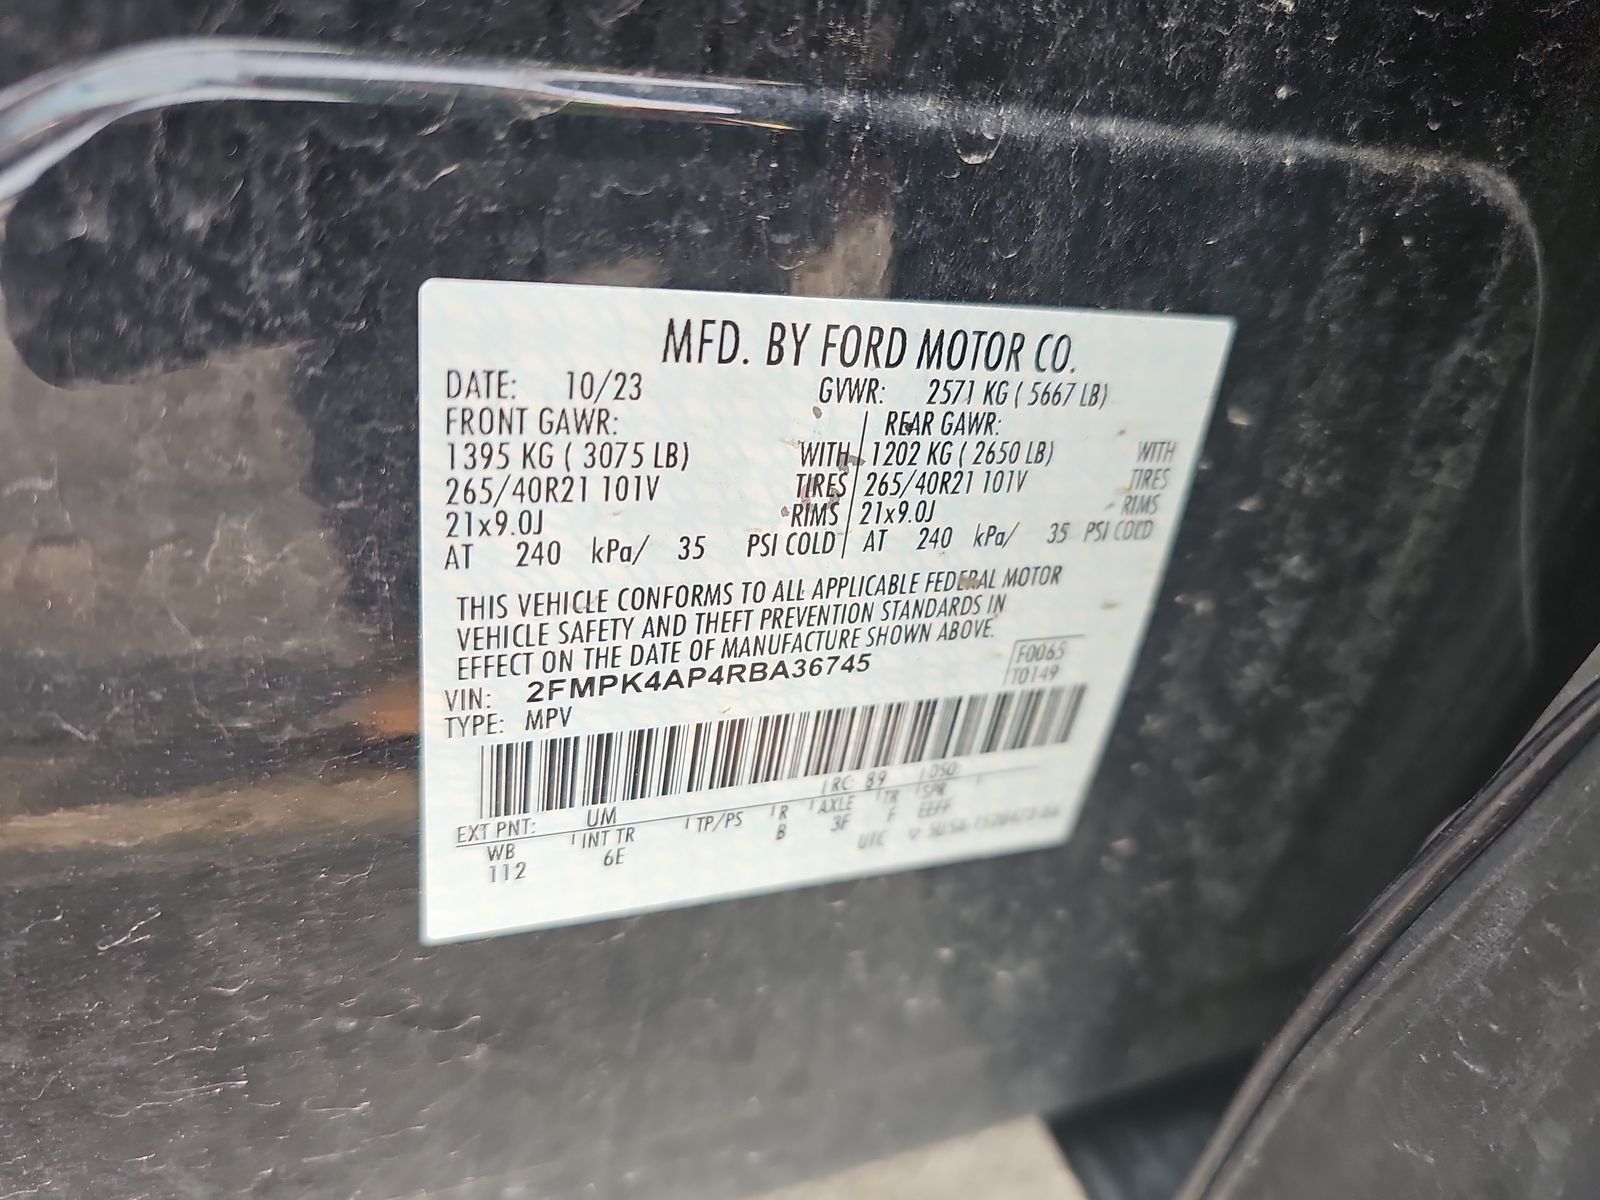 MFD. BY FORD MOTOR CO.
DATE: 10/23 GVWR: 2571 KG ( 5667 LB)
FRONT GAWR: REAR GAWR:
1395 KG ( 3075 LB) WITH 1202 KG ( 2650 LB) WITH
265/40R21 101V TIRES 265/40R21 101V TIRES
21x9.0J RIMS 21x9.0J RIMS
AT 240 kPa/ 35 PSI COLD AT 240 kPa/ 35 PSI COLD
THIS VEHICLE CONFORMS TO ALL APPLICABLE FEDERAL MOTOR
VEHICLE SAFETY AND THEFT PREVENTION STANDARDS IN
EFFECT ON THE DATE OF MANUFACTURE SHOWN ABOVE.
VIN: 2FMPK4AP4RBA36745
F0065
T0149
TYPE: MPV
EXT PNT: UM RC: 89 DSO:
WB INT TR TP/PS R AXLE TR SPR
112 6E B 3F F EEFF
UTC